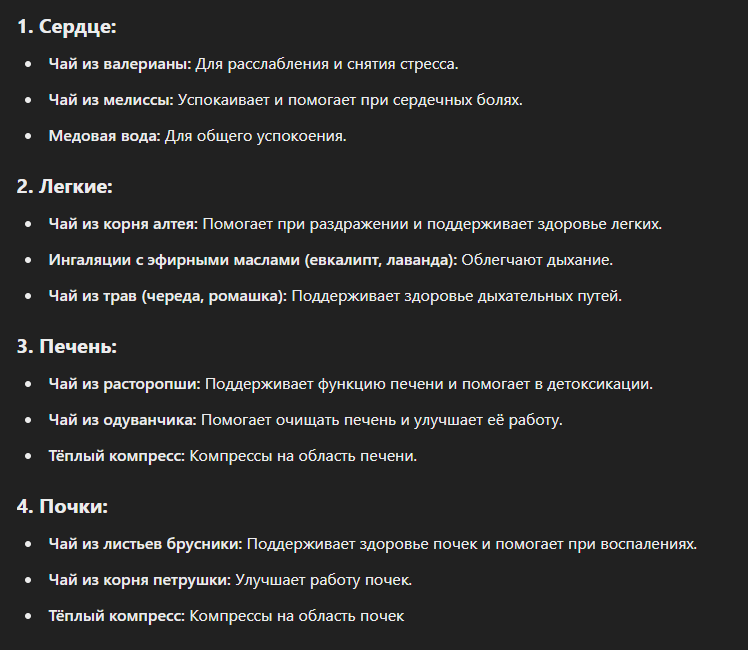 1. Сердце:
• Чай из валерианы: Для расслабления и снятия стресса.
• Чай из мелиссы: Успокаивает и помогает при сердечных болях.
• Медовая вода: Для общего успокоения.
2. Легкие:
• Чай из корня алтея: Помогает при раздражении и поддерживает здоровье легких.
• Ингаляции с эфирными маслами (евкалипт, лаванда): Облегчают дыхание.
• Чай из трав (череда, ромашка): Поддерживает здоровье дыхательных путей.
3. Печень:
• Чай из расторопши: Поддерживает функцию печени и помогает в детоксикации.
• Чай из одуванчика: Помогает очищать печень и улучшает её работу.
• Тёплый компресс: Компрессы на область печени.
4. Почки:
• Чай из листьев брусники: Поддерживает здоровье почек и помогает при воспалениях.
• Чай из корня петрушки: Улучшает работу почек.
• Тёплый компресс: Компрессы на область почек